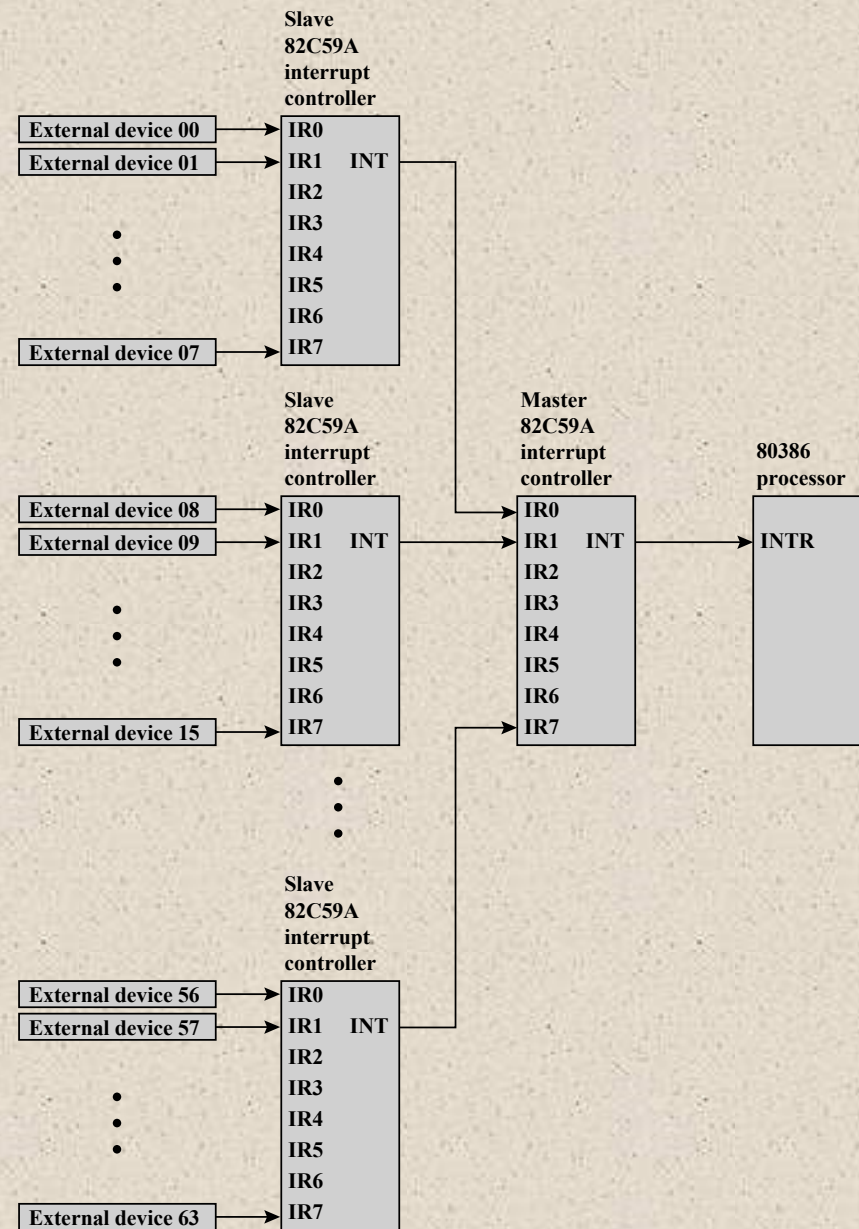 Slave
82C59A
interrupt
controller
External device 00
IR0
External device 01
IR1 INT
IR2
IR3
IR4
IR5
IR6
External device 07
IR7
Slave
82C59A
interrupt
controller
External device 08
IR0
External device 09
IR1 INT
IR2
IR3
IR4
IR5
IR6
External device 15
IR7
Master
82C59A
interrupt
controller
IR0
IR1 INT
IR2
IR3
IR4
IR5
IR6
IR7
80386
processor
INTR
Slave
82C59A
interrupt
controller
External device 56
IR0
External device 57
IR1 INT
IR2
IR3
IR4
IR5
IR6
External device 63
IR7